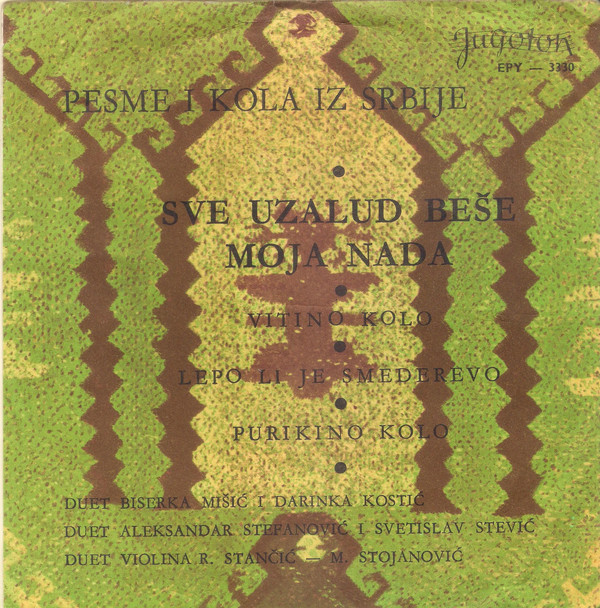 Jugoton
EPY — 3330
PESME I KOLA IZ SRBIJE
SVE UZALUD BEŠE
MOJA NADA
VITINO KOLO
LEPO LI JE SMEDEREVO
PURIKINO KOLO
DUET BISERKA MIŠIĆ I DARINKA KOSTIĆ
DUET ALEKSANDAR STEFANOVIĆ I SVETISLAV STEVIĆ
DUET VIOLINA R. STANČIĆ — M. STOJANOVIĆ